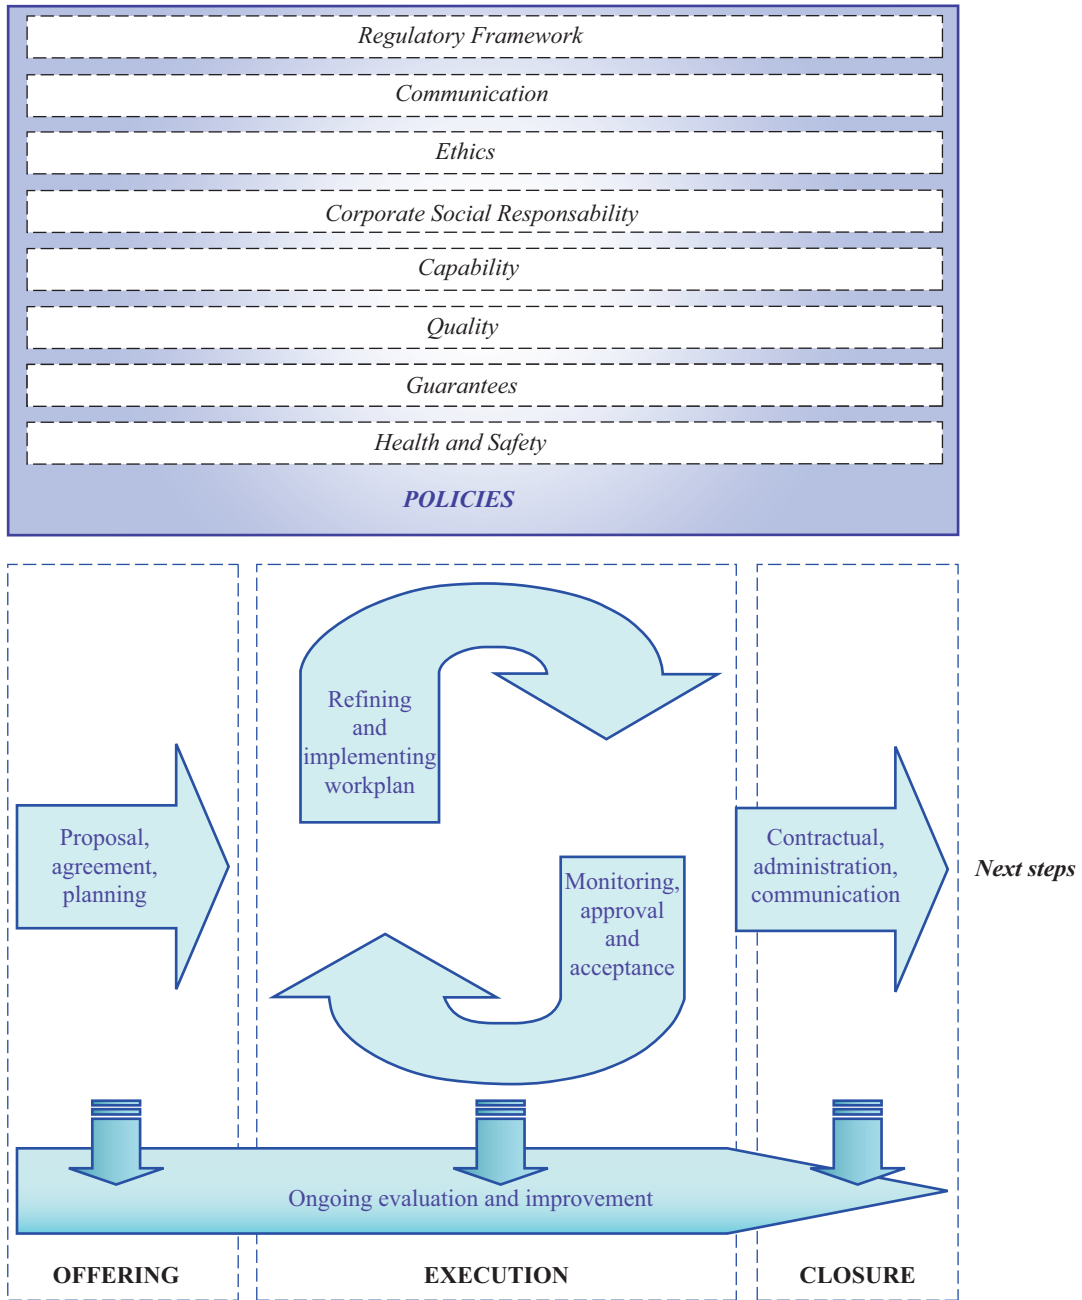 Regulatory Framework
Communication
Ethics
Corporate Social Responsability
Capability
Quality
Guarantees
Health and Safety
POLICIES
Refining
and
implementing
workplan
Proposal,
agreement,
planning
Monitoring,
approval
and
acceptance
Contractual,
administration,
communication
Next steps
Ongoing evaluation and improvement
OFFERING
EXECUTION
CLOSURE